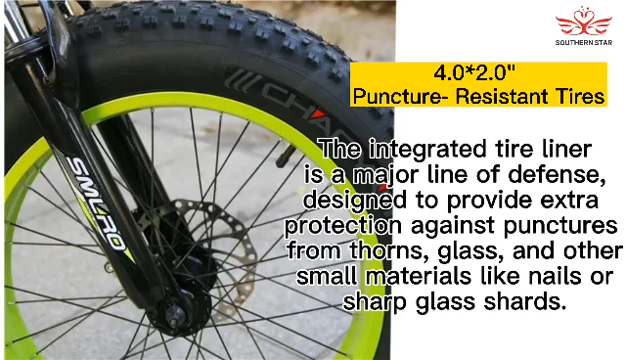 SOUTHERN STAR
4.0*2.0"
Puncture- Resistant Tires
The integrated tire liner
is a major line of defense,
designed to provide extra
protection against punctures
from thorns, glass, and other
small materials like nails or
sharp glass shards.
SMLRO